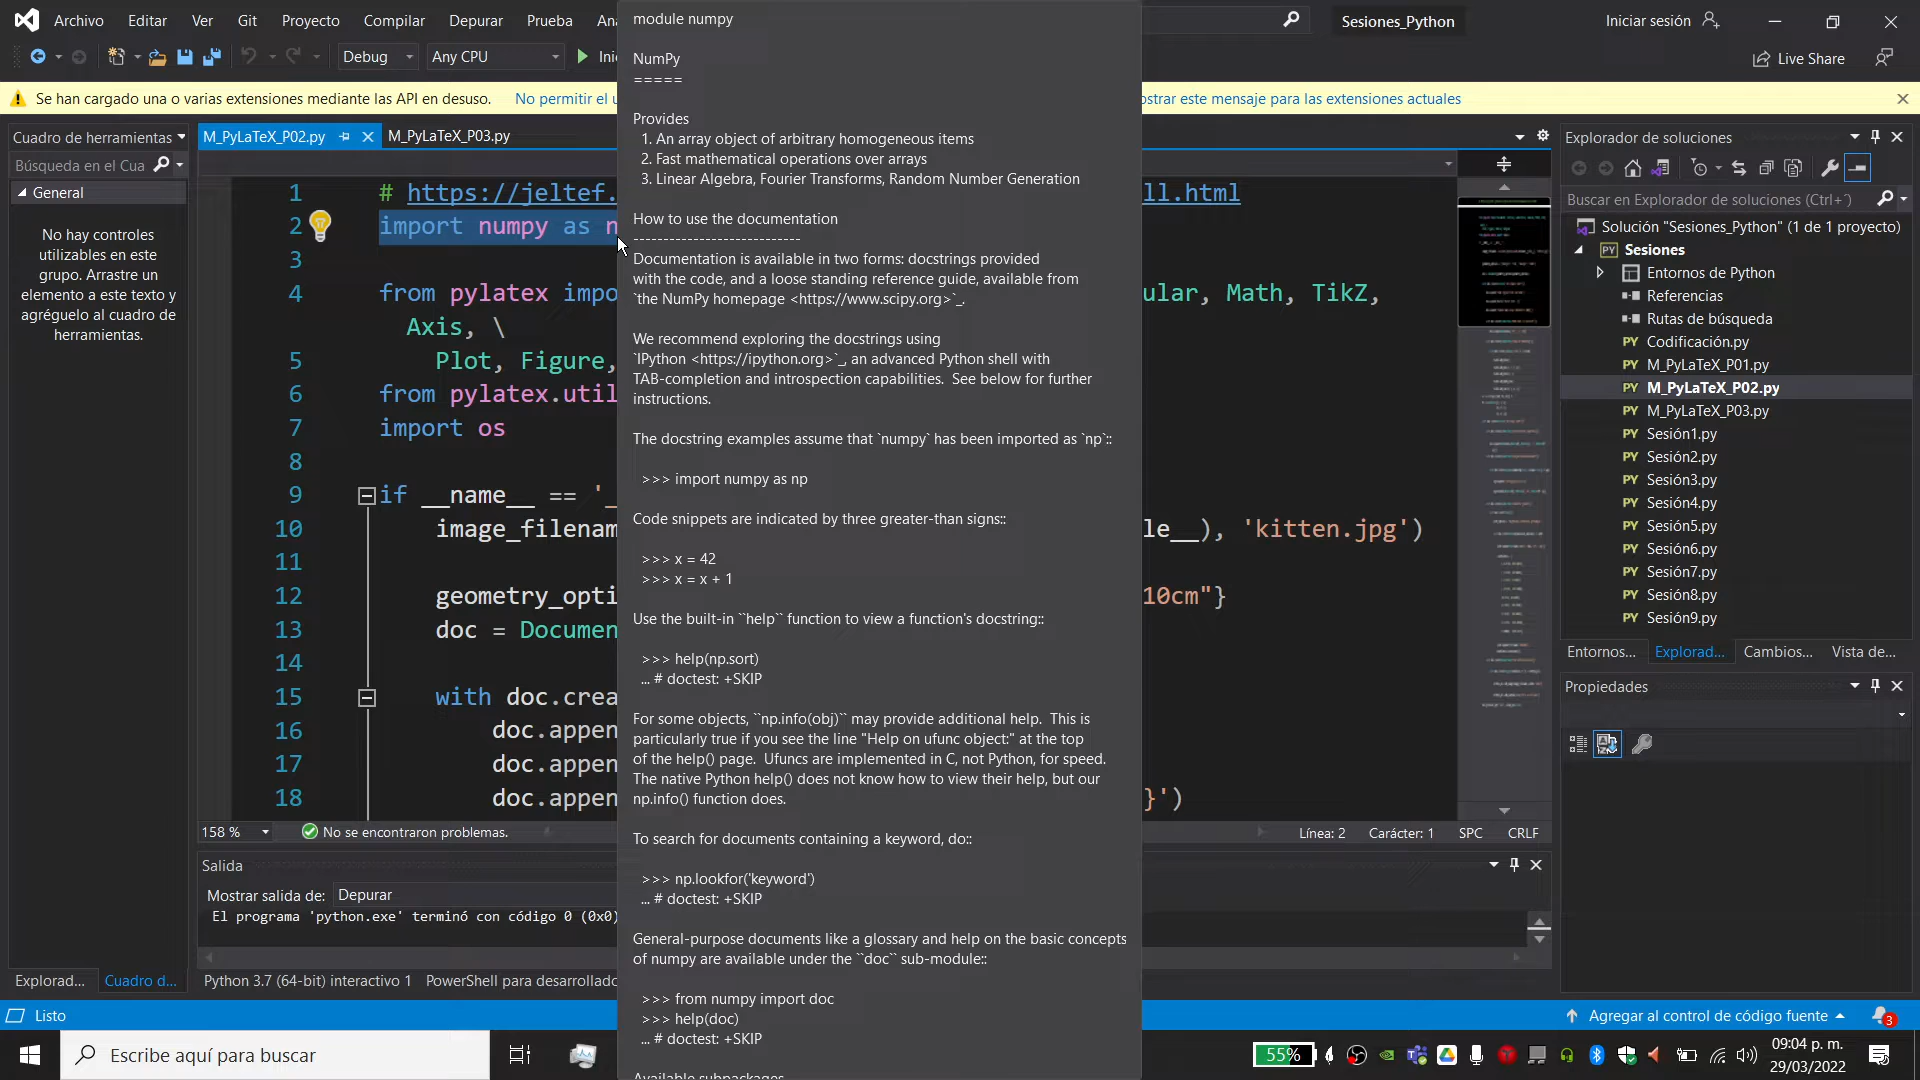 Archivo Editar Ver Git Proyecto Compilar Depurar Prueba
Sesiones_Python
Iniciar sesión
Debug Any CPU
Live Share
Se han cargado una o varias extensiones mediante las API en desuso. No permitir el
ostrar este mensaje para las extensiones actuales
Cuadro de herramientas
Búsqueda en el Cua
General
No hay controles
utilizables en este
grupo. Arrastre un
elemento a este texto y
agréguelo al cuadro de
herramientas.
Explorad... Cuadro d...
M_PyLaTeX_P02.py M_PyLaTeX_P03.py
1 # https://jeltef. ll.html
2 import numpy as n
3
4 from pylatex impo ular, Math, TikZ,
Axis, \
5 Plot, Figure,
6 from pylatex.util
7 import os
8
9 if __name__ == '_
10 image_filenam le__), 'kitten.jpg')
11
12 geometry_opti 10cm"}
13 doc = Documen
14
15 with doc.crea
16 doc.appen
17 doc.appen
18 doc.appen }')
158 % No se encontraron problemas. Línea: 2 Carácter: 1 SPC CRLF
Salida
Mostrar salida de: Depurar
El programa 'python.exe' terminó con código 0 (0x0)
Python 3.7 (64-bit) interactivo 1 PowerShell para desarrollado
module numpy
NumPy
=====
Provides
1. An array object of arbitrary homogeneous items
2. Fast mathematical operations over arrays
3. Linear Algebra, Fourier Transforms, Random Number Generation
How to use the documentation
----------------------------
Documentation is available in two forms: docstrings provided
with the code, and a loose standing reference guide, available from
`the NumPy homepage <https://www.scipy.org>`_.
We recommend exploring the docstrings using
`IPython <https://ipython.org>`_, an advanced Python shell with
TAB-completion and introspection capabilities.  See below for further
instructions.
The docstring examples assume that `numpy` has been imported as `np`::
>>> import numpy as np
Code snippets are indicated by three greater-than signs::
>>> x = 42
>>> x = x + 1
Use the built-in ``help`` function to view a function's docstring::
>>> help(np.sort)
... # doctest: +SKIP
For some objects, ``np.info(obj)`` may provide additional help.  This is
particularly true if you see the line "Help on ufunc object:" at the top
of the help() page.  Ufuncs are implemented in C, not Python, for speed.
The native Python help() does not know how to view their help, but our
np.info() function does.
To search for documents containing a keyword, do::
>>> np.lookfor('keyword')
... # doctest: +SKIP
General-purpose documents like a glossary and help on the basic concepts
of numpy are available under the ``doc`` sub-module::
>>> from numpy import doc
>>> help(doc)
... # doctest: +SKIP
Available subpackages
Explorador de soluciones
Buscar en Explorador de soluciones (Ctrl+´)
Solución "Sesiones_Python" (1 de 1 proyecto)
PY Sesiones
Entornos de Python
Referencias
Rutas de búsqueda
PY Codificación.py
PY M_PyLaTeX_P01.py
PY M_PyLaTeX_P02.py
PY M_PyLaTeX_P03.py
PY Sesión1.py
PY Sesión2.py
PY Sesión3.py
PY Sesión4.py
PY Sesión5.py
PY Sesión6.py
PY Sesión7.py
PY Sesión8.py
PY Sesión9.py
Entornos... Explorad... Cambios... Vista de...
Propiedades
Listo
Agregar al control de código fuente
3
Escribe aquí para buscar
55%
09:04 p. m.
29/03/2022